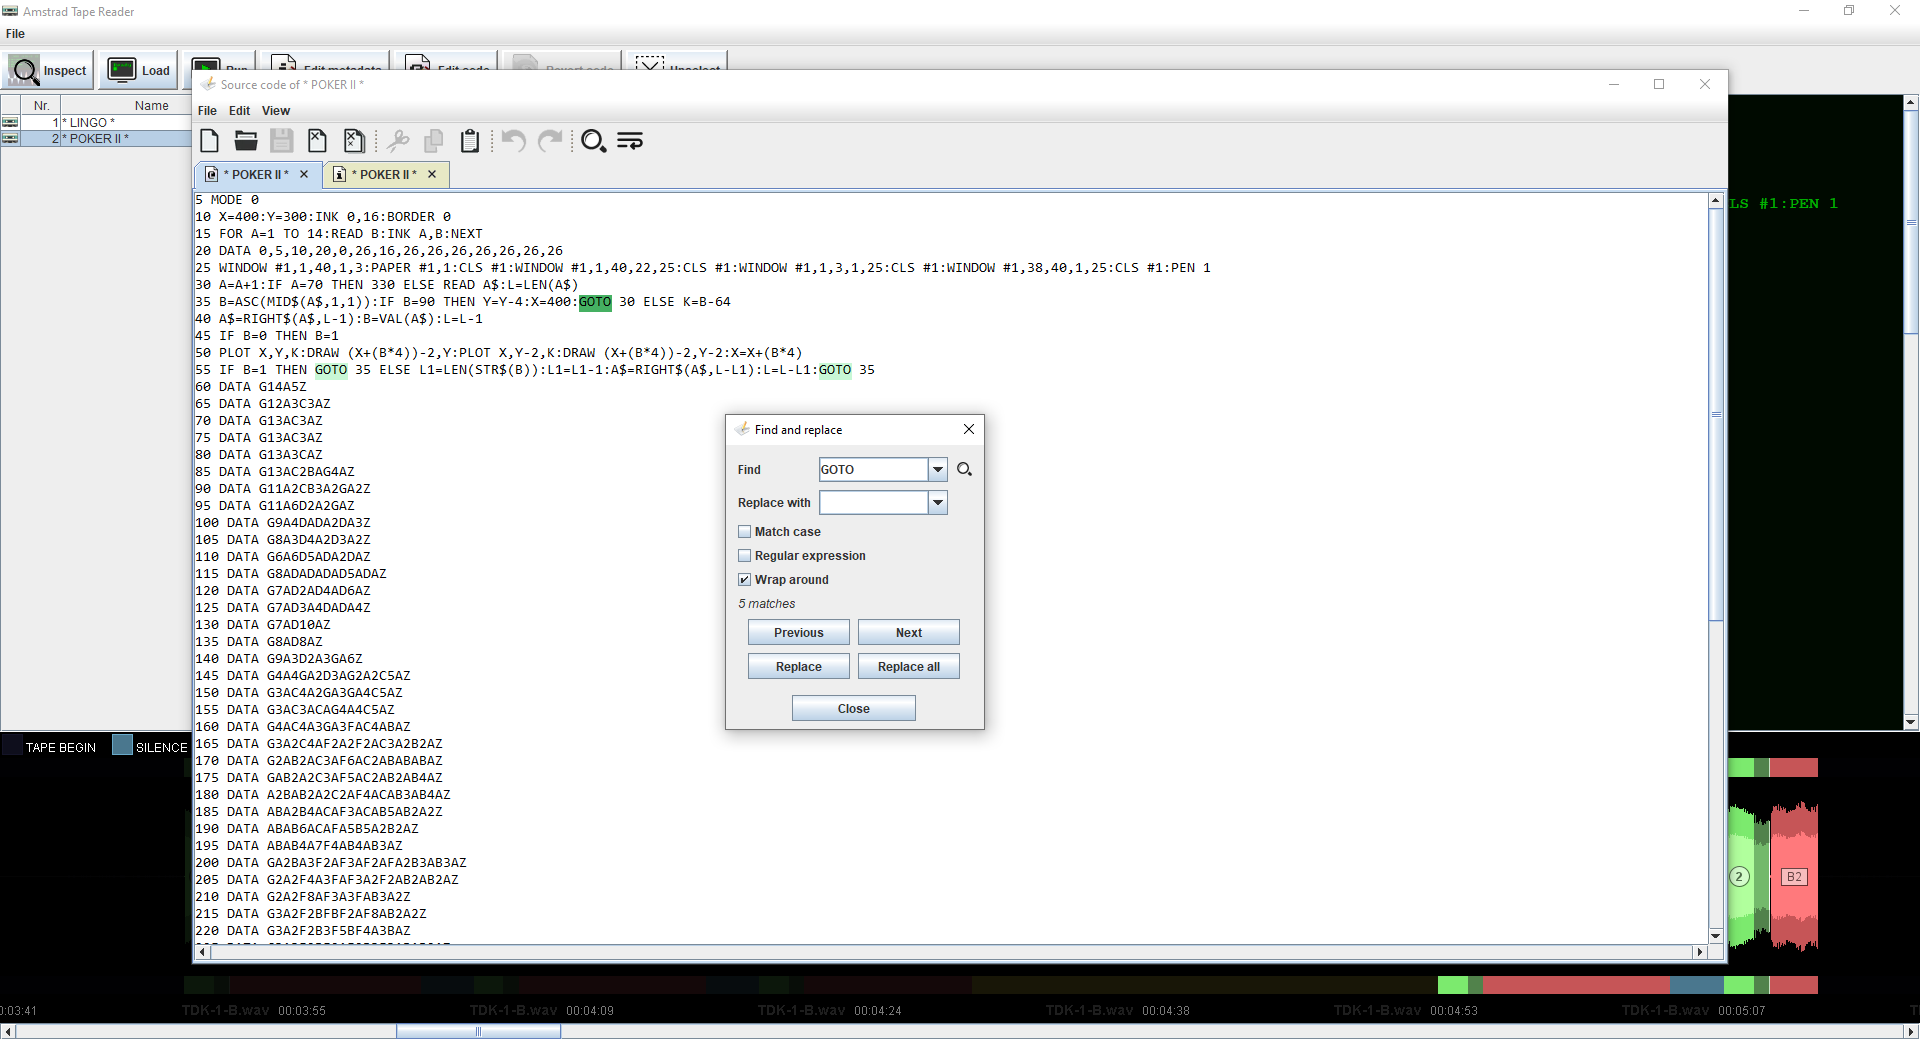 Amstrad Tape Reader
File
Inspect
Load
Run
Edit metadata
Edit code
Revert code
Unselect
Nr.
Name
1 * LINGO *
2 * POKER II *
Source code of * POKER II *
File Edit View
* POKER II *
* POKER II *
5 MODE 0
10 X=400:Y=300:INK 0,16:BORDER 0
15 FOR A=1 TO 14:READ B:INK A,B:NEXT
20 DATA 0,5,10,20,0,26,16,26,26,26,26,26,26,26
25 WINDOW #1,1,40,1,3:PAPER #1,1:CLS #1:WINDOW #1,1,40,22,25:CLS #1:WINDOW #1,1,3,1,25:CLS #1:WINDOW #1,38,40,1,25:CLS #1:PEN 1
30 A=A+1:IF A=70 THEN 330 ELSE READ A$:L=LEN(A$)
35 B=ASC(MID$(A$,1,1)):IF B=90 THEN Y=Y-4:X=400:GOTO 30 ELSE K=B-64
40 A$=RIGHT$(A$,L-1):B=VAL(A$):L=L-1
45 IF B=0 THEN B=1
50 PLOT X,Y,K:DRAW (X+(B*4))-2,Y:PLOT X,Y-2,K:DRAW (X+(B*4))-2,Y-2:X=X+(B*4)
55 IF B=1 THEN GOTO 35 ELSE L1=LEN(STR$(B)):L1=L1-1:A$=RIGHT$(A$,L-L1):L=L-L1:GOTO 35
60 DATA G14A5Z
65 DATA G12A3C3AZ
70 DATA G13AC3AZ
75 DATA G13AC3AZ
80 DATA G13A3CAZ
85 DATA G13AC2BAG4AZ
90 DATA G11A2CB3A2GA2Z
95 DATA G11A6D2A2GAZ
100 DATA G9A4DADA2DA3Z
105 DATA G8A3D4A2D3A2Z
110 DATA G6A6D5ADA2DAZ
115 DATA G8ADADADAD5ADAZ
120 DATA G7AD2AD4AD6AZ
125 DATA G7AD3A4DADA4Z
130 DATA G7AD10AZ
135 DATA G8AD8AZ
140 DATA G9A3D2A3GA6Z
145 DATA G4A4GA2D3AG2A2C5AZ
150 DATA G3AC4A2GA3GA4C5AZ
155 DATA G3AC3ACAG4A4C5AZ
160 DATA G4AC4A3GA3FAC4ABAZ
165 DATA G3A2C4AF2A2F2AC3A2B2AZ
170 DATA G2AB2AC3AF6AC2ABABABAZ
175 DATA GAB2A2C3AF5AC2AB2AB4AZ
180 DATA A2BAB2A2C2AF4ACAB3AB4AZ
185 DATA ABA2B4ACAF3ACAB5AB2A2Z
190 DATA ABAB6ACAFA5B5A2B2AZ
195 DATA ABAB4A7F4AB4AB3AZ
200 DATA GA2BA3F2AF3AF2AFA2B3AB3AZ
205 DATA G2A2F4A3FAF3A2F2AB2AB2AZ
210 DATA G2A2F8AF3A3FAB3A2Z
215 DATA G3A2F2BFBF2AF8AB2A2Z
220 DATA G3A2F2B3F5BF4A3BAZ
Find and replace
Find GOTO
Replace with
Match case
Regular expression
Wrap around
5 matches
Previous Next
Replace Replace all
Close
LS #1:PEN 1
TAPE BEGIN
SILENCE
2
B2
0:03:41
TDK-1-B.wav 00:03:55
TDK-1-B.wav 00:04:09
TDK-1-B.wav 00:04:24
TDK-1-B.wav 00:04:38
TDK-1-B.wav 00:04:53
TDK-1-B.wav 00:05:07